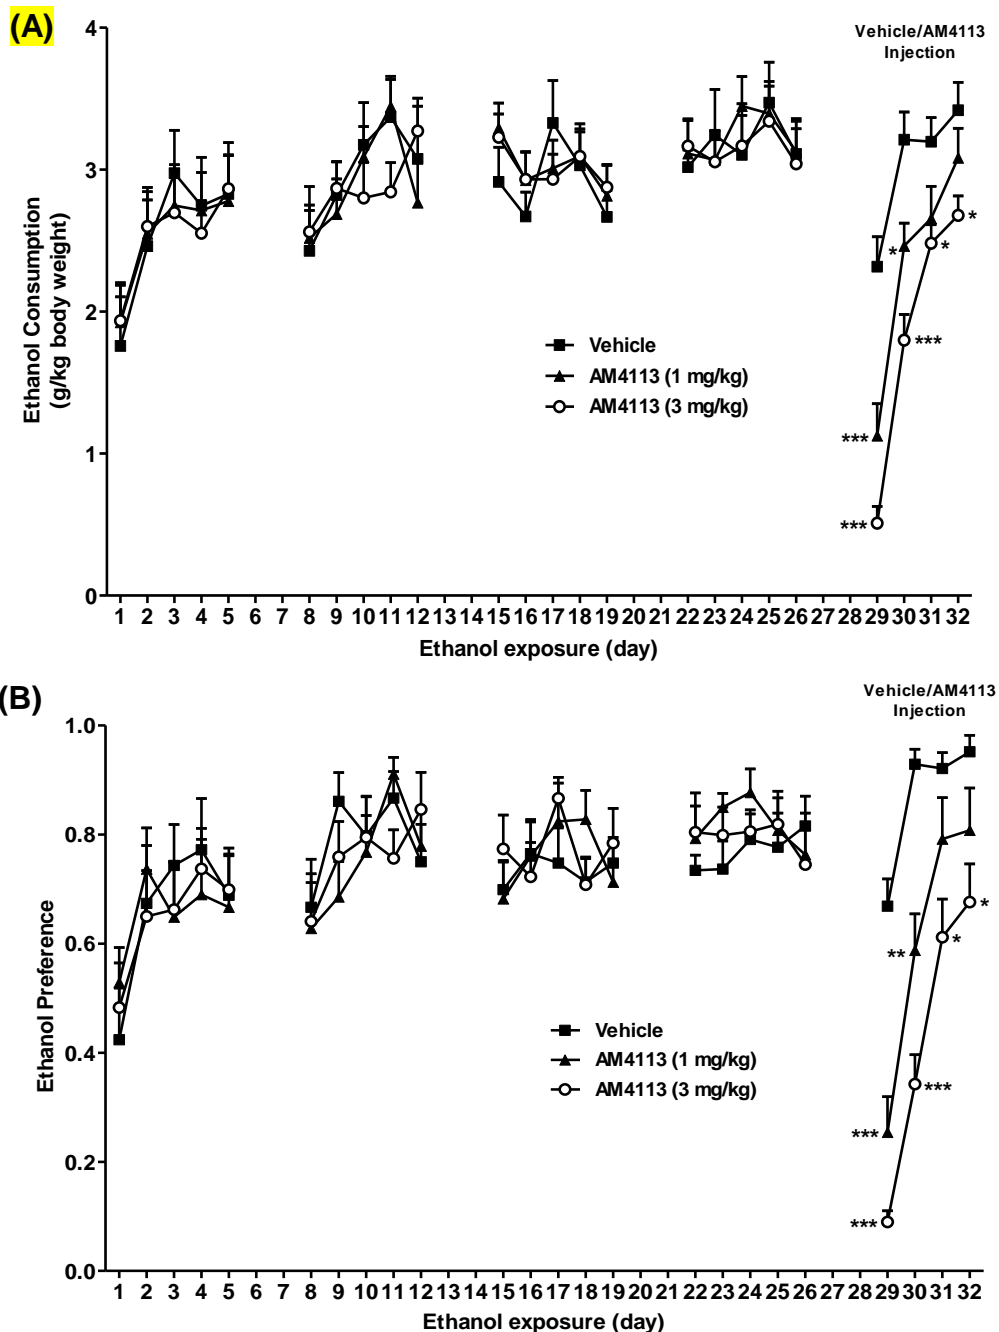 (A)
Vehicle/AM4113
Injection
4
3
2
1
0
Ethanol Consumption
(g/kg body weight)
Vehicle
AM4113 (1 mg/kg)
AM4113 (3 mg/kg)
*
*
*
***
***
***
1 2 3 4 5 6 7 8 9 10 11 12 13 14 15 16 17 18 19 20 21 22 23 24 25 26 27 28 29 30 31 32
Ethanol exposure (day)
(B)
Vehicle/AM4113
Injection
1.0
0.8
0.6
0.4
0.2
0.0
Ethanol Preference
Vehicle
AM4113 (1 mg/kg)
AM4113 (3 mg/kg)
*
**
*
***
***
***
1 2 3 4 5 6 7 8 9 10 11 12 13 14 15 16 17 18 19 20 21 22 23 24 25 26 27 28 29 30 31 32
Ethanol exposure (day)